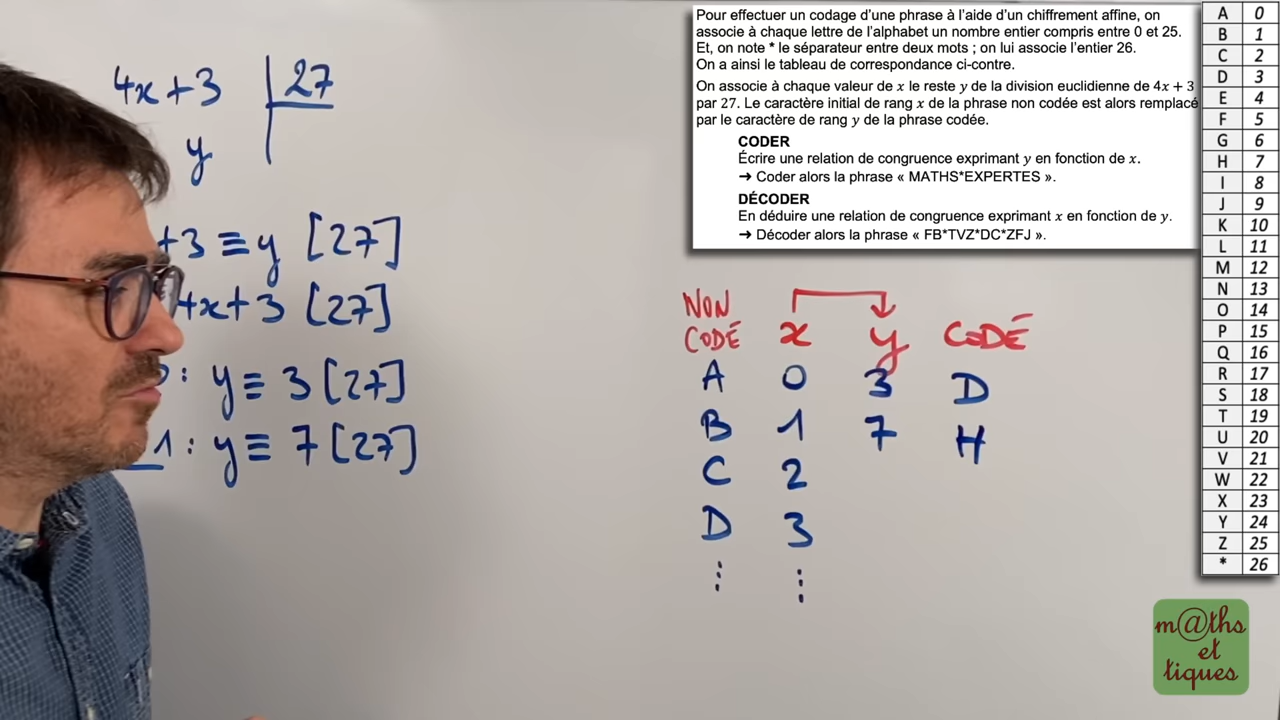 4x+3 | 27
y
+3 ≡ y [27]
4x+3 [27]
: y ≡ 3 [27]
1 : y ≡ 7 [27]
Pour effectuer un codage d'une phrase à l'aide d'un chiffrement affine, on
associe à chaque lettre de l'alphabet un nombre entier compris entre 0 et 25.
Et, on note * le séparateur entre deux mots ; on lui associe l'entier 26.
On a ainsi le tableau de correspondance ci-contre.
On associe à chaque valeur de x le reste y de la division euclidienne de 4x + 3
par 27. Le caractère initial de rang x de la phrase non codée est alors remplacé
par le caractère de rang y de la phrase codée.
CODER
Écrire une relation de congruence exprimant y en fonction de x.
→ Coder alors la phrase « MATHS*EXPERTES ».
DÉCODER
En déduire une relation de congruence exprimant x en fonction de y.
→ Décoder alors la phrase « FB*TVZ*DC*ZFJ ».
NON
CODÉ x y CODÉ
A 0 3 D
B 1 7 H
C 2
D 3
⋮ ⋮
A 0
B 1
C 2
D 3
E 4
F 5
G 6
H 7
I 8
J 9
K 10
L 11
M 12
N 13
O 14
P 15
Q 16
R 17
S 18
T 19
U 20
V 21
W 22
X 23
Y 24
Z 25
* 26
m@ths
et
tiques